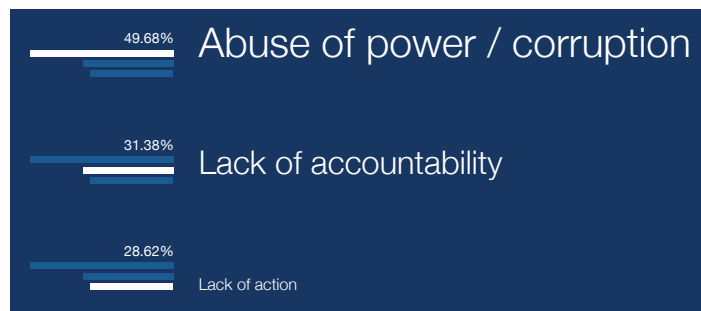 49.68%
Abuse of power / corruption
31.38%
Lack of accountability
28.62%
Lack of action